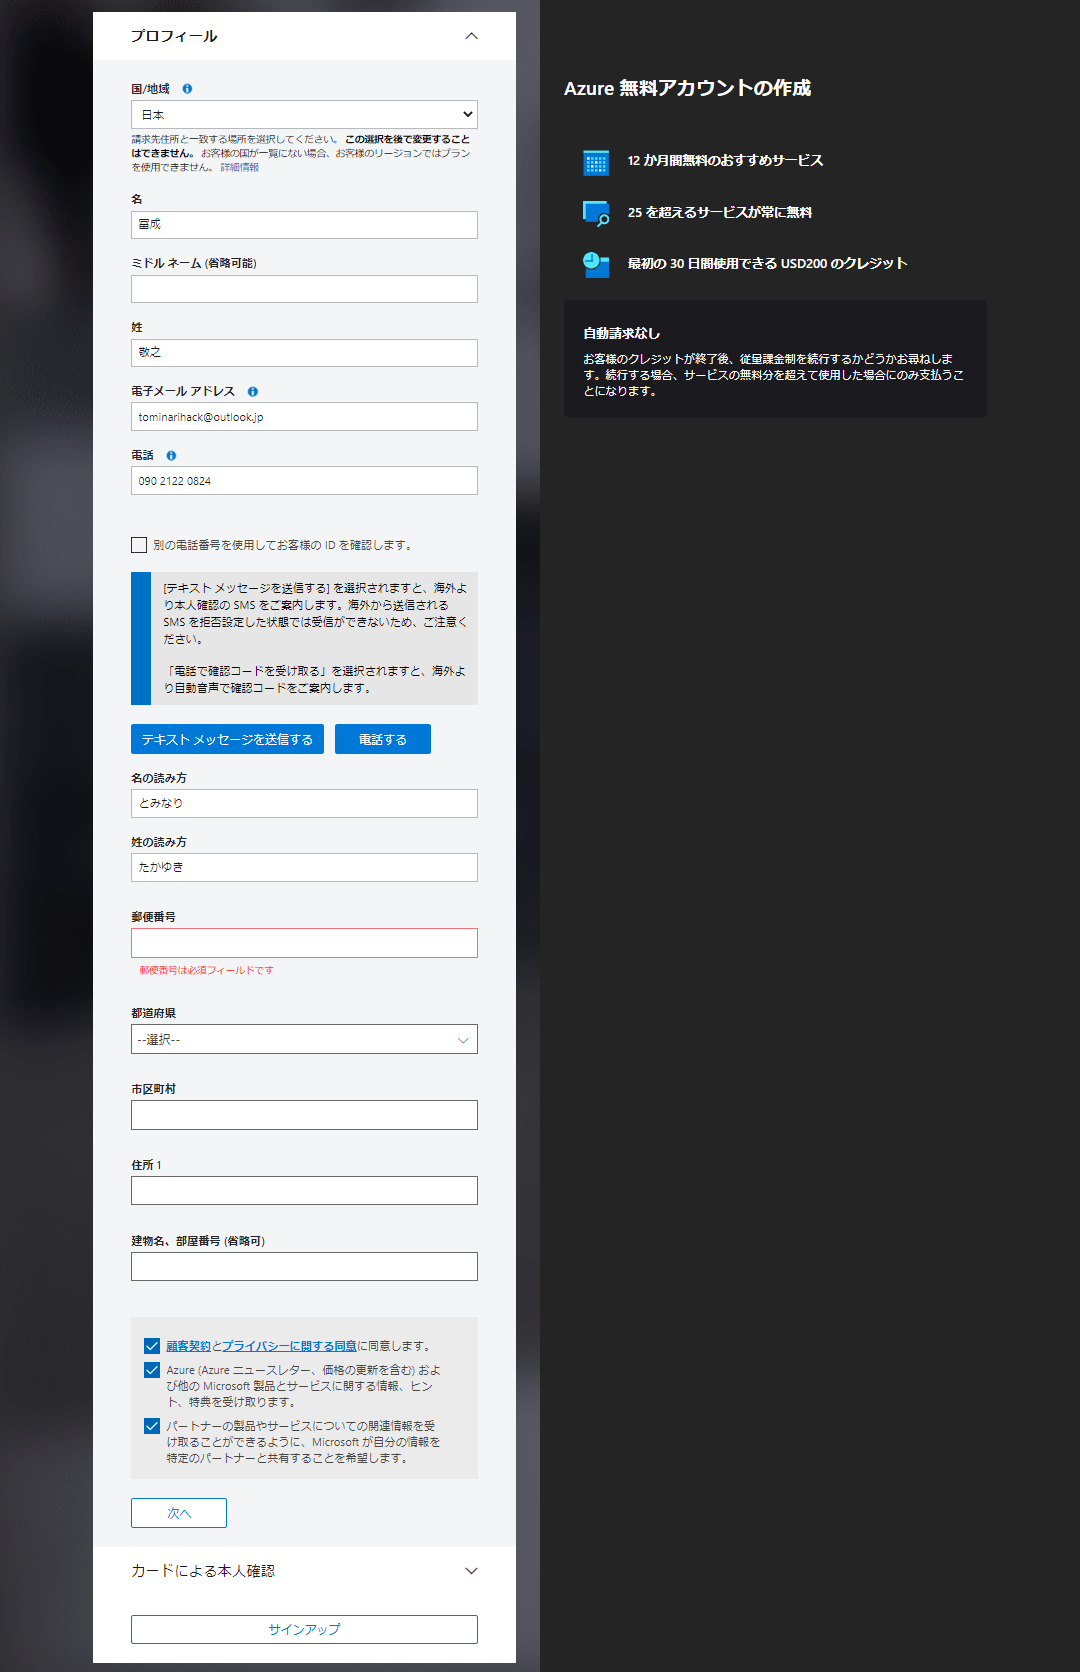 プロフィール
国/地域
日本
請求先住所と一致する場所を選択してください。 この選択を後で変更すること
はできません。 お客様の国が一覧にない場合、お客様のリージョンではプラン
を使用できません。 詳細情報
名
冨成
ミドル ネーム (省略可能)
姓
敬之
電子メール アドレス
tominarihack@outlook.jp
電話
090 2122 0824
別の電話番号を使用してお客様の ID を確認します。
[テキスト メッセージを送信する] を選択されますと、海外よ
り本人確認の SMS をご案内します。海外から送信される
SMS を拒否設定した状態では受信ができないため、ご注意く
ださい。
「電話で確認コードを受け取る」を選択されますと、海外よ
り自動音声で確認コードをご案内します。
テキスト メッセージを送信する
電話する
名の読み方
とみなり
姓の読み方
たかゆき
郵便番号
郵便番号は必須フィールドです
都道府県
--選択--
市区町村
住所 1
建物名、部屋番号 (省略可)
顧客契約とプライバシーに関する同意に同意します。
Azure (Azure ニュースレター、価格の更新を含む) およ
び他の Microsoft 製品とサービスに関する情報、ヒン
ト、特典を受け取ります。
パートナーの製品やサービスについての関連情報を受
け取ることができるように、Microsoft が自分の情報を
特定のパートナーと共有することを希望します。
次へ
カードによる本人確認
サインアップ
Azure 無料アカウントの作成
12 か月間無料のおすすめサービス
25 を超えるサービスが常に無料
最初の 30 日間使用できる USD200 のクレジット
自動請求なし
お客様のクレジットが終了後、従量課金制を続行するかどうかお尋ねしま
す。続行する場合、サービスの無料分を超えて使用した場合にのみ支払うこ
とになります。